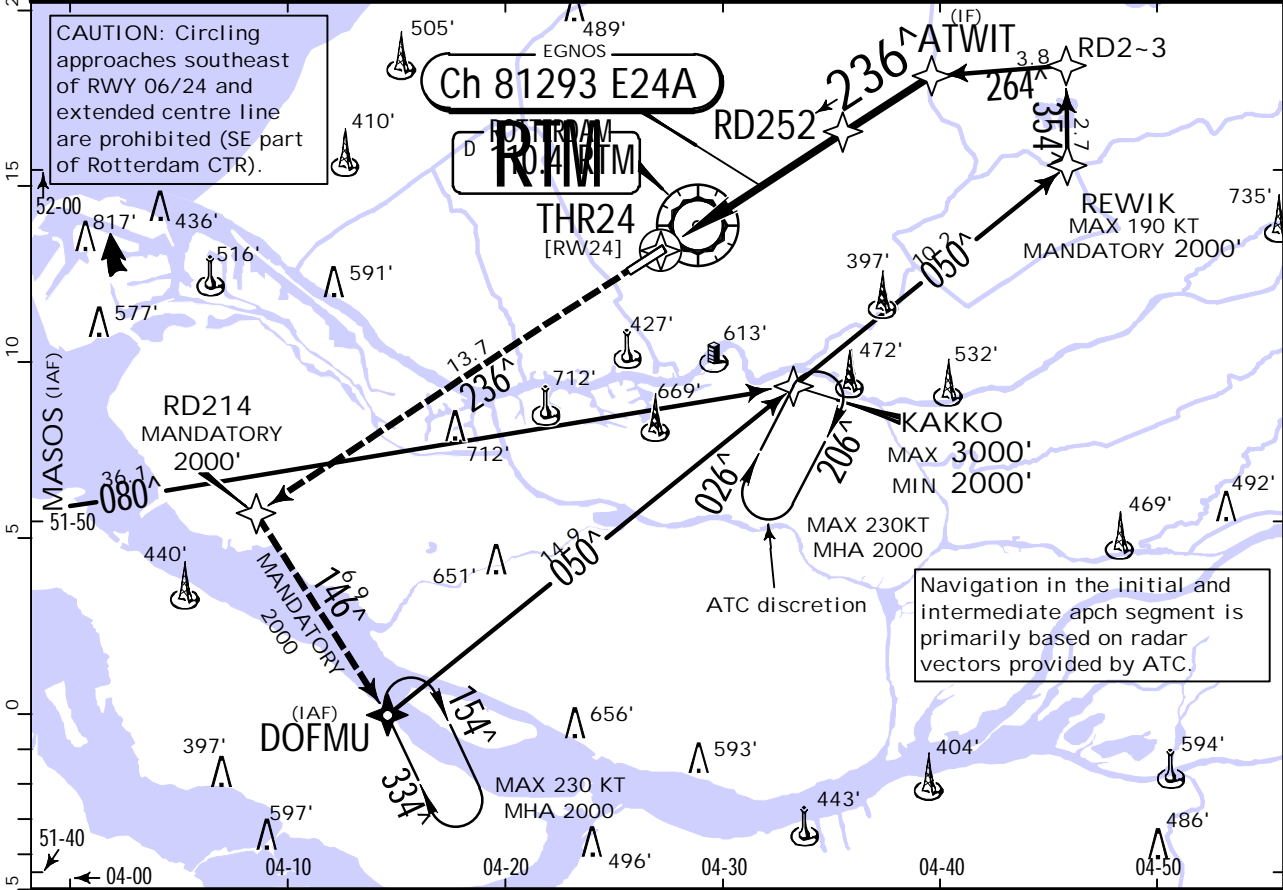 CAUTION: Circling
approaches southeast
of RWY 06/24 and
extended centre line
are prohibited (SE part
of Rotterdam CTR).
505'
489'
410'
EGNOS
Ch 81293 E24A
ROTTERDAM
D 110.4 RTM
RTM
THR24
[RW24]
236^
(IF)
ATWIT
RD252
3.8
264^
RD2~3
354^
2.7
REWIK
MAX 190 KT
MANDATORY 2000'
735'
15
52-00
817'
436'
516'
591'
577'
10
MASOS (IAF)
RD214
MANDATORY
2000'
36.1
080^
51-50
5
13.7
236^
427'
613'
712'
669'
712'
397'
10.2
050^
472'
532'
KAKKO
MAX 3000'
MIN 2000'
026^
206^
MAX 230KT
MHA 2000
ATC discretion
469'
492'
Navigation in the initial and
intermediate apch segment is
primarily based on radar
vectors provided by ATC.
440'
651'
14.9
050^
6.9
146^
MANDATORY
2000
0
(IAF)
DOFMU
154^
334^
MAX 230 KT
MHA 2000
397'
597'
656'
593'
496'
443'
404'
594'
486'
51-40
5
04-00
04-10
04-20
04-30
04-40
04-50